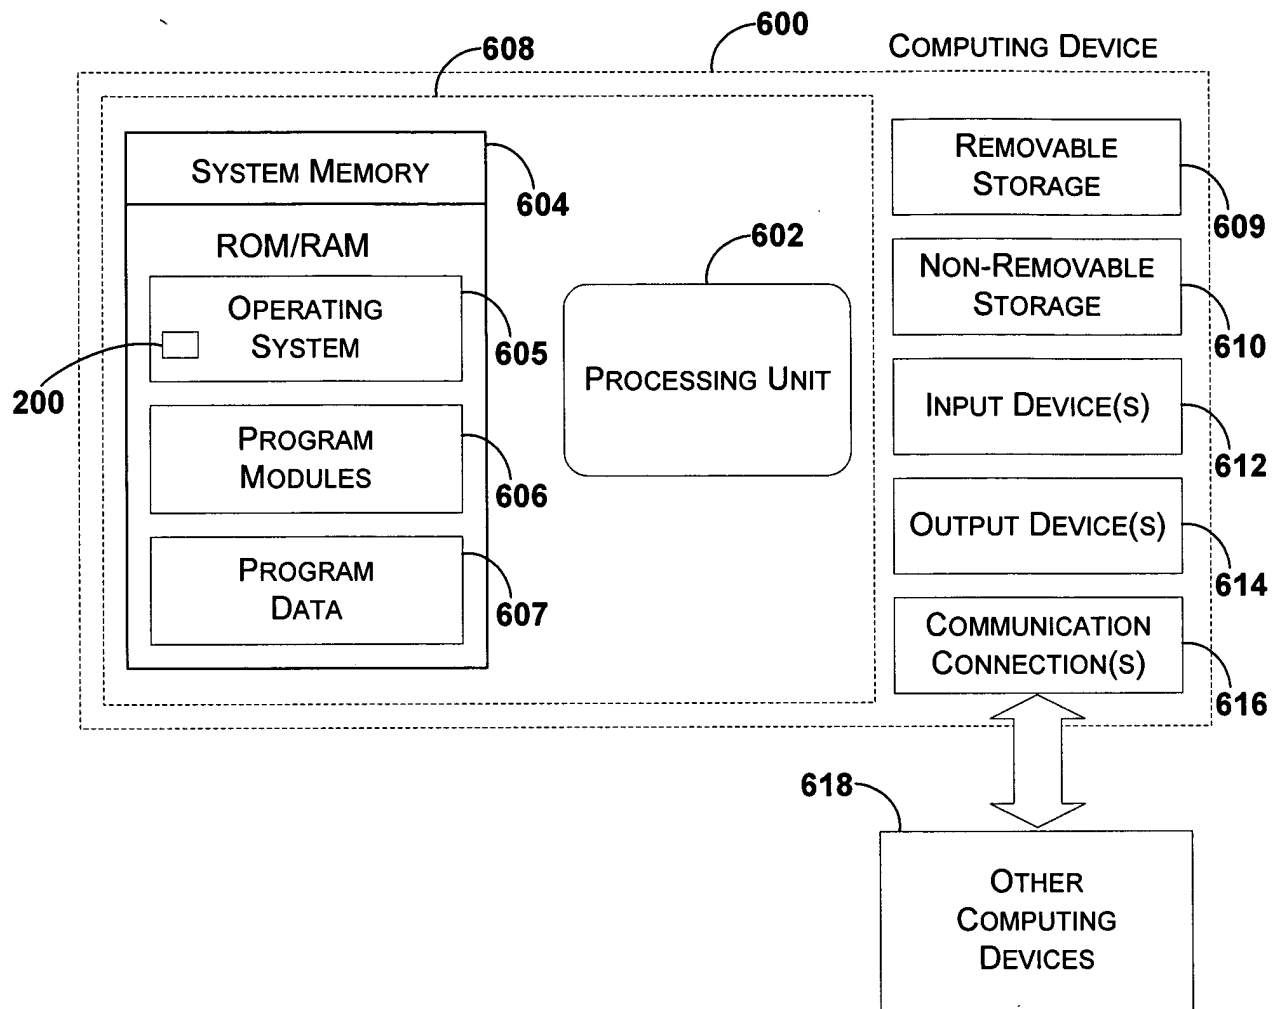 600
COMPUTING DEVICE
608
SYSTEM MEMORY
604
ROM/RAM
OPERATING
SYSTEM
605
200
PROGRAM
MODULES
606
PROGRAM
DATA
607
602
PROCESSING UNIT
REMOVABLE
STORAGE
609
NON-REMOVABLE
STORAGE
610
INPUT DEVICE(S)
612
OUTPUT DEVICE(S)
614
COMMUNICATION
CONNECTION(S)
616
618
OTHER
COMPUTING
DEVICES